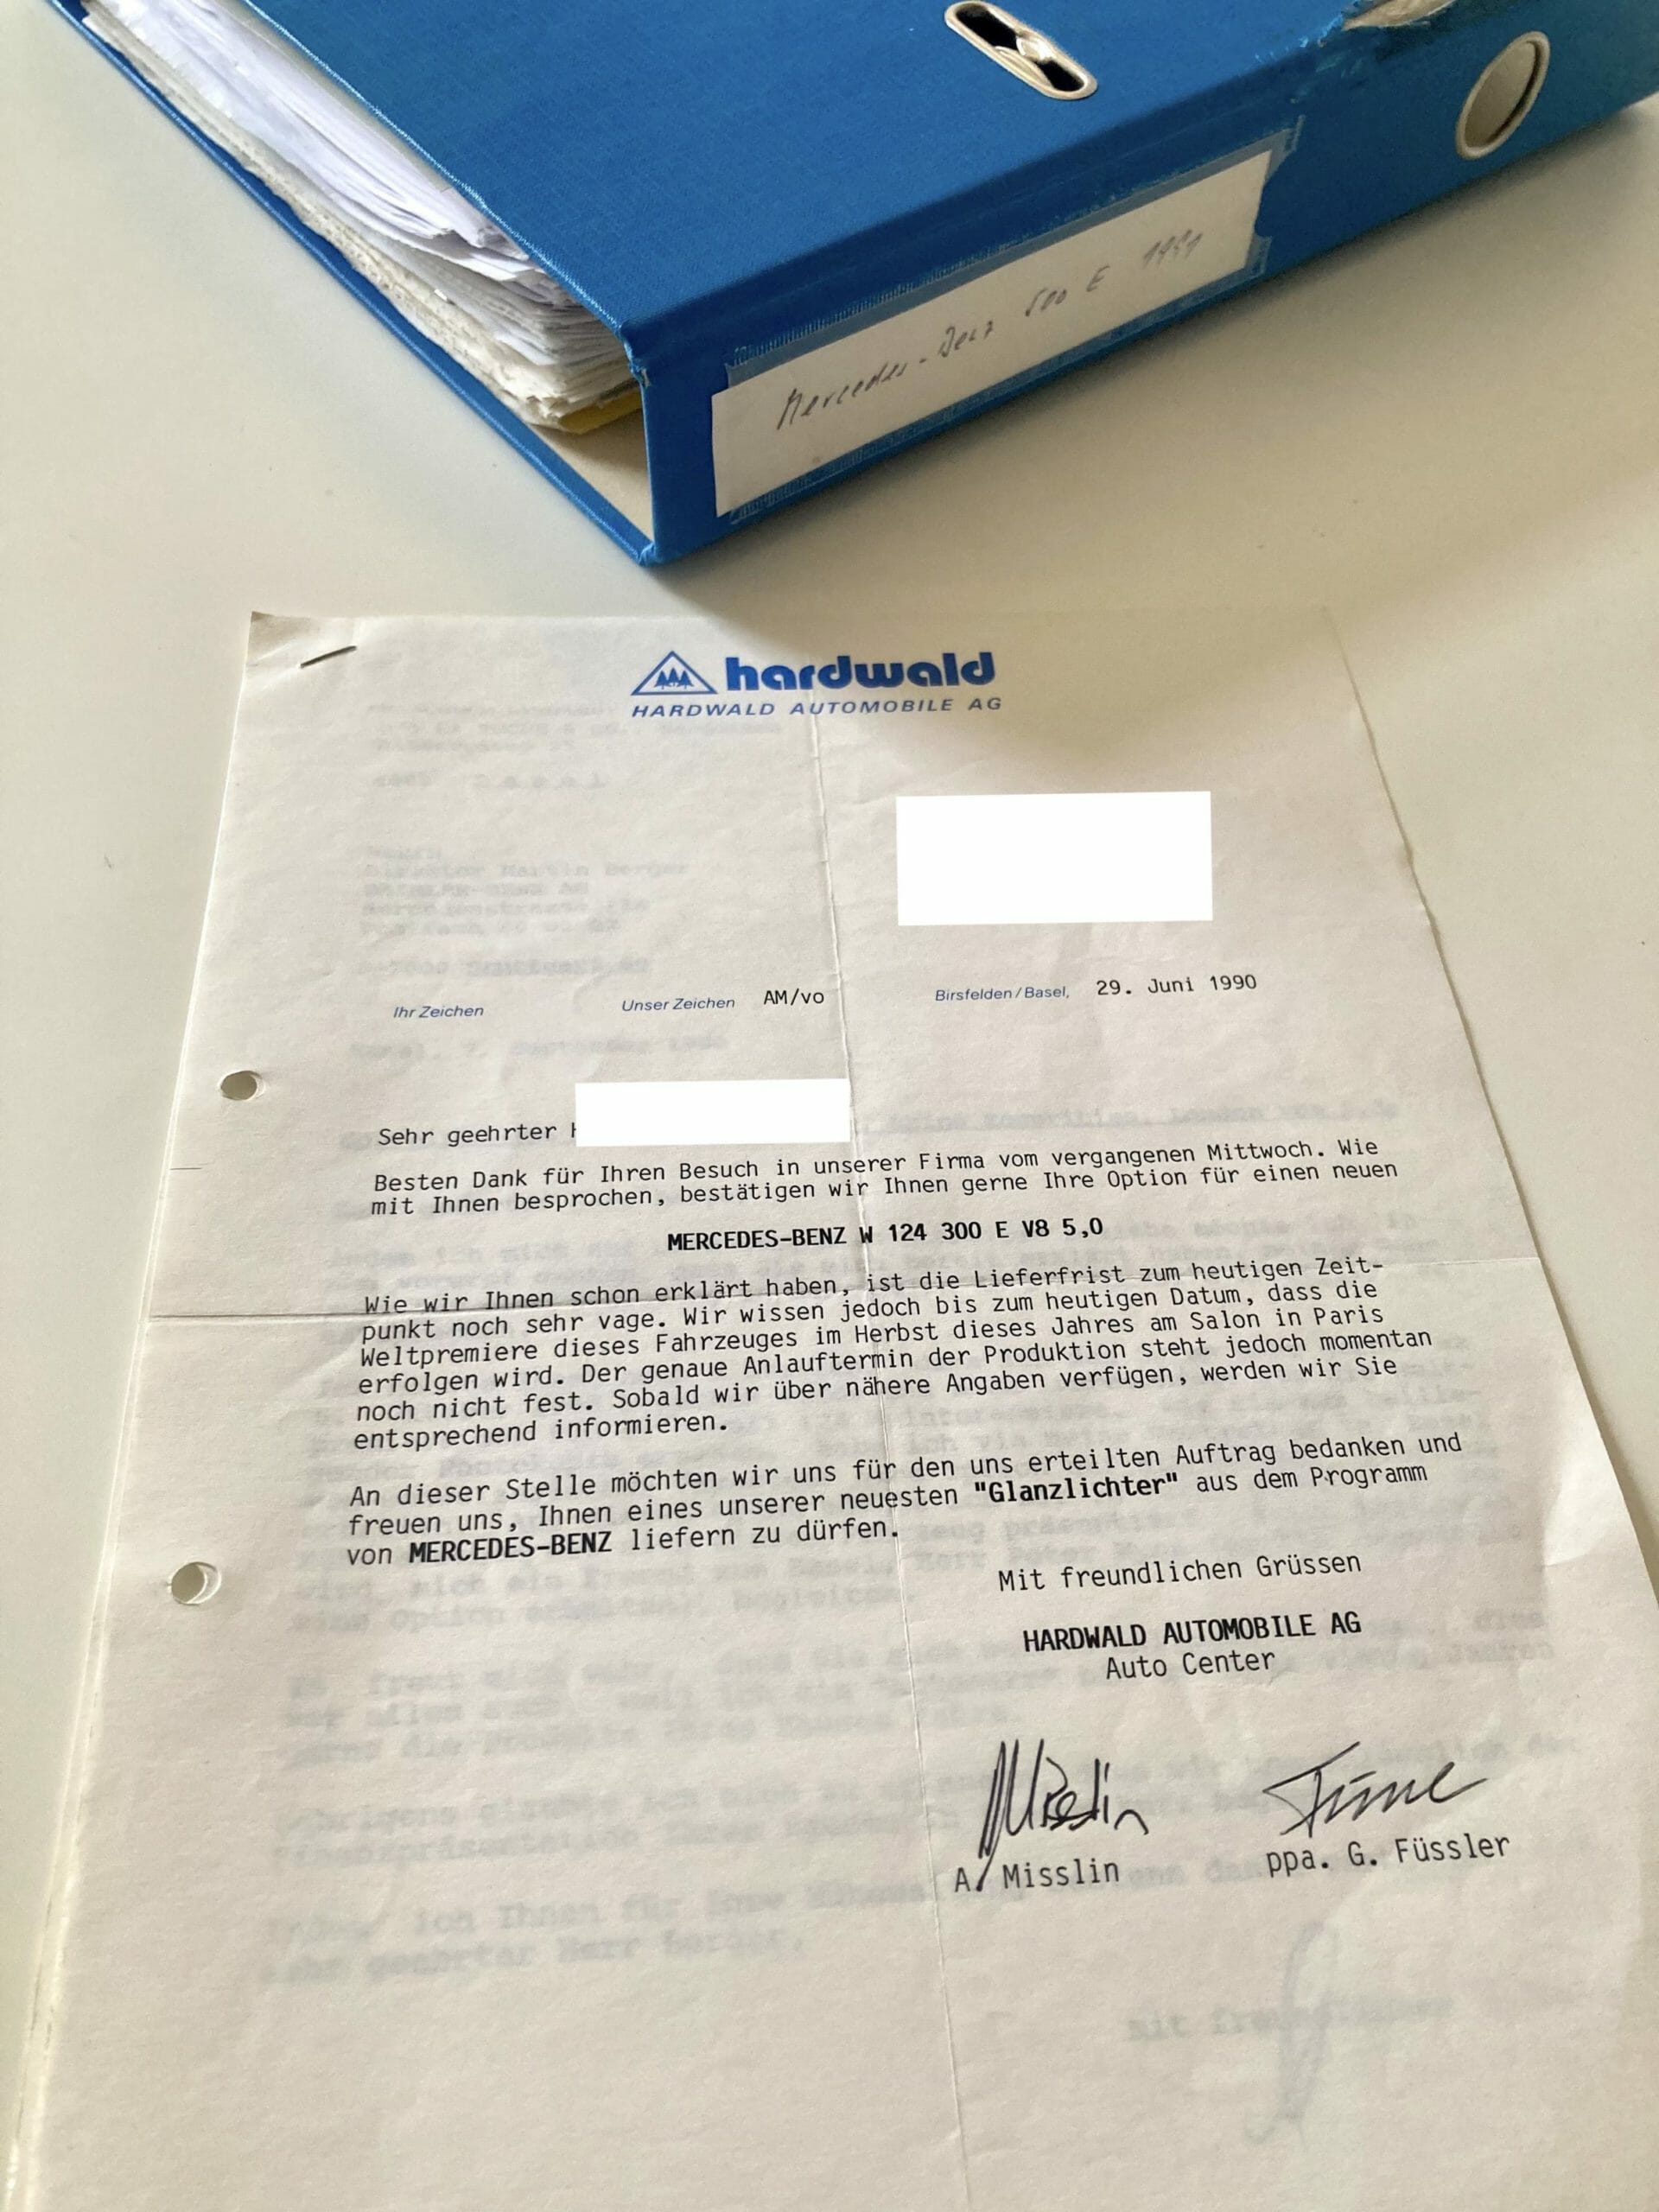 Mercedes-Benz 500 E 1991
hardwald
HARDWALD AUTOMOBILE AG
Ihr Zeichen Unser Zeichen AM/vo Birsfelden/Basel, 29. Juni 1990
Sehr geehrter
Besten Dank für Ihren Besuch in unserer Firma vom vergangenen Mittwoch. Wie
mit Ihnen besprochen, bestätigen wir Ihnen gerne Ihre Option für einen neuen
MERCEDES-BENZ W 124 300 E V8 5,0
Wie wir Ihnen schon erklärt haben, ist die Lieferfrist zum heutigen Zeit-
punkt noch sehr vage. Wir wissen jedoch bis zum heutigen Datum, dass die
Weltpremiere dieses Fahrzeuges im Herbst dieses Jahres am Salon in Paris
erfolgen wird. Der genaue Anlauftermin der Produktion steht jedoch momentan
noch nicht fest. Sobald wir über nähere Angaben verfügen, werden wir Sie
entsprechend informieren.
An dieser Stelle möchten wir uns für den uns erteilten Auftrag bedanken und
freuen uns, Ihnen eines unserer neuesten "Glanzlichter" aus dem Programm
von MERCEDES-BENZ liefern zu dürfen.
Mit freundlichen Grüssen
HARDWALD AUTOMOBILE AG
Auto Center
A. Misslin ppa. G. Füssler